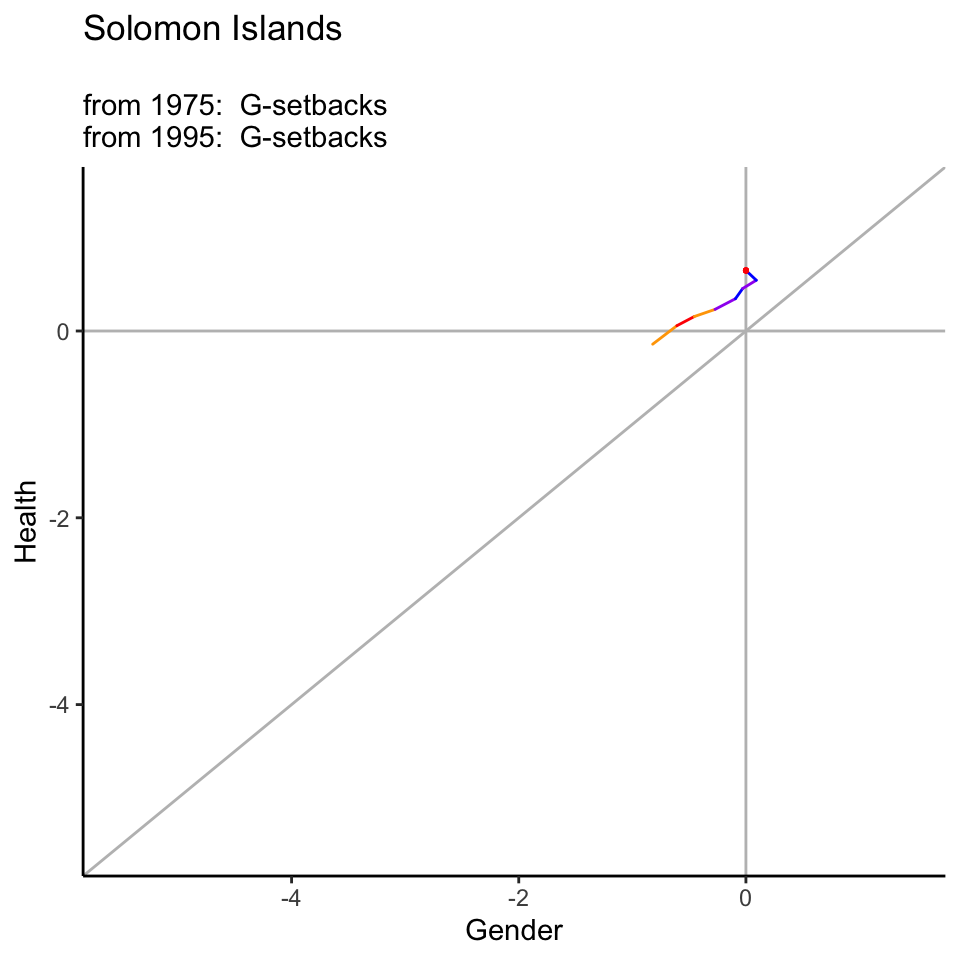 Solomon Islands
from 1975:  G-setbacks
from 1995:  G-setbacks
Health
0
-2
-4
-4
-2
0
Gender